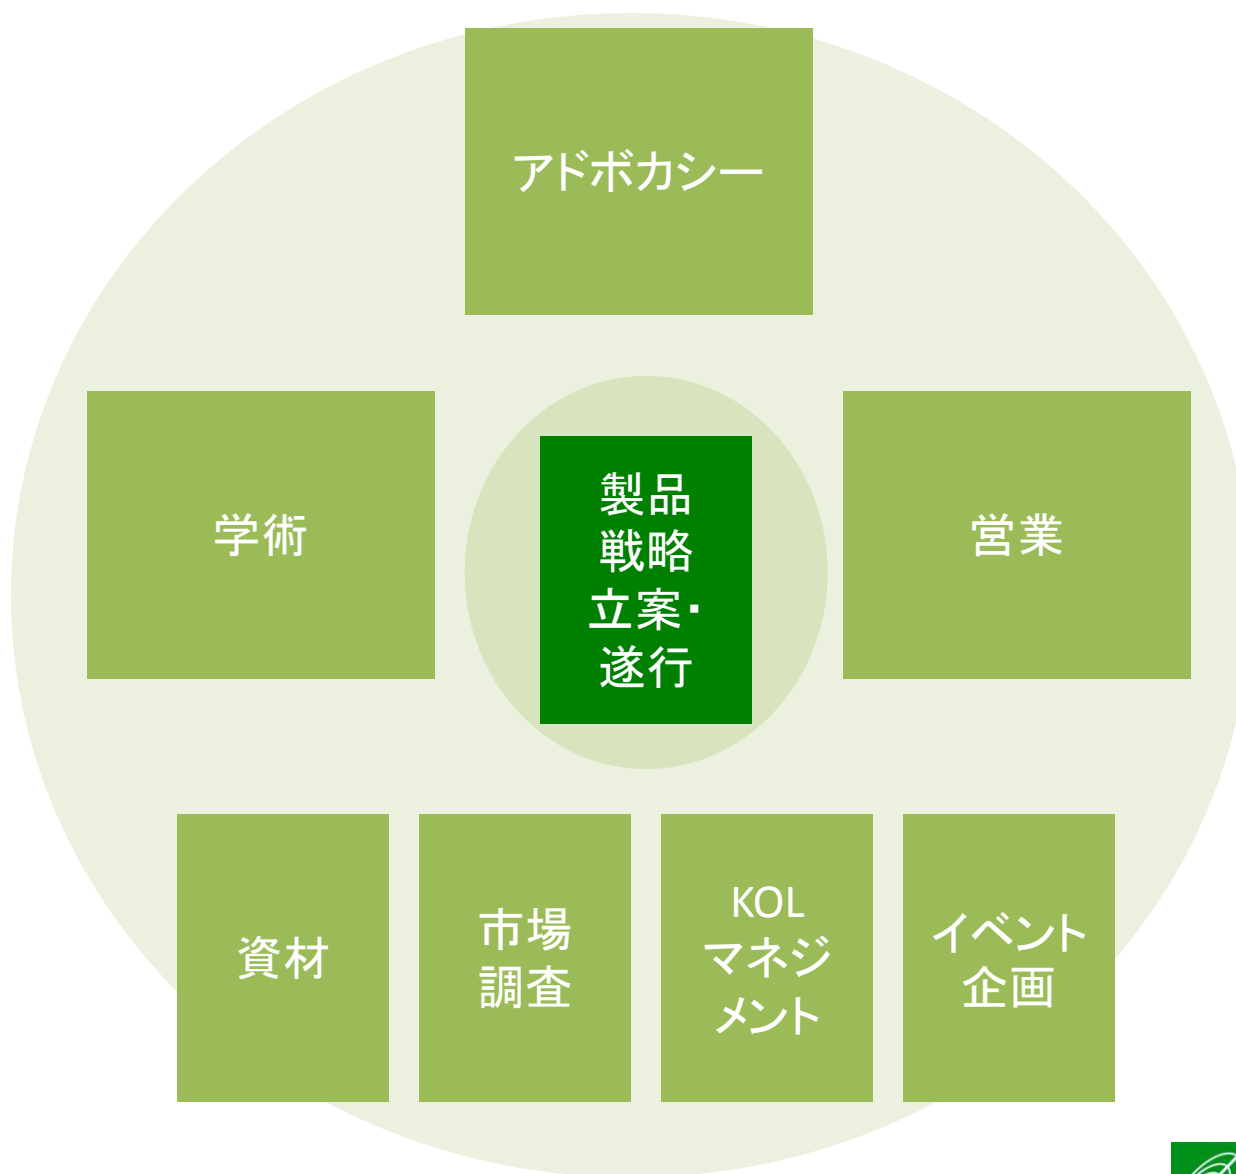 アドボカシー
学術
製品
戦略
立案・
遂行
営業
資材
市場
調査
KOL
マネジ
メント
イベント
企画